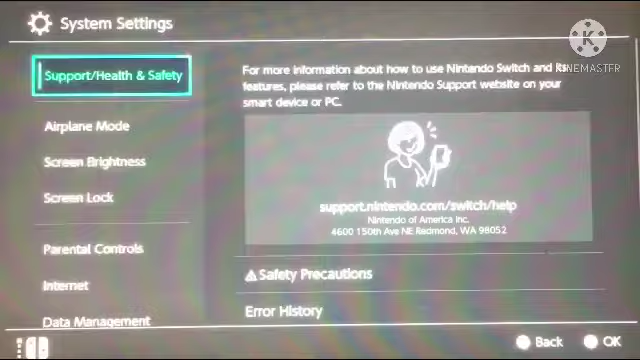 System Settings
KINEMASTER
Support/Health & Safety
Airplane Mode
Screen Brightness
Screen Lock
Parental Controls
Internet
Data Management
For more information about how to use Nintendo Switch and its
features, please refer to the Nintendo Support website on your
smart device or PC.
support.nintendo.com/switch/help
Nintendo of America Inc.
4600 150th Ave NE Redmond, WA 98052
Safety Precautions
Error History
Back
OK